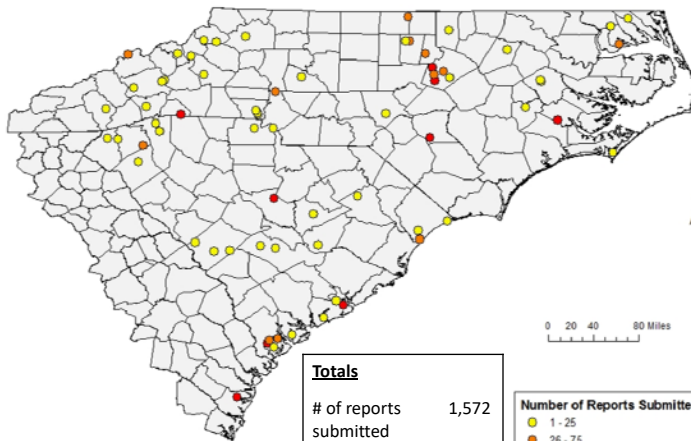 0 20 40 80 Miles
Totals
# of reports 1,572
submitted
Number of Reports Submitte
1 - 25
26 - 75